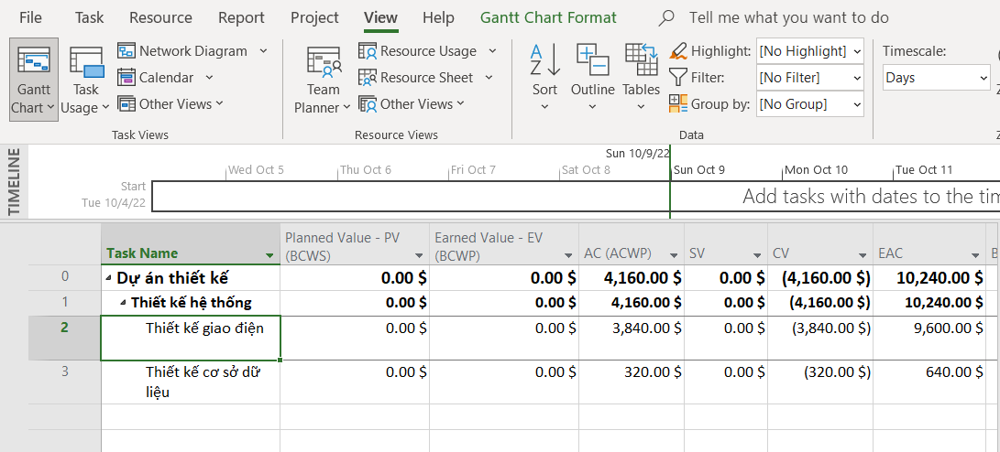 File Task Resource Report Project View Help Gantt Chart Format Tell me what you want to do
Gantt Chart
Task Usage
Network Diagram
Calendar
Other Views
Task Views
Team Planner
Resource Usage
Resource Sheet
Other Views
Resource Views
Sort
Outline
Tables
Highlight: [No Highlight]
Filter: [No Filter]
Group by: [No Group]
Data
Timescale:
Days
Z
TIMELINE
Sun 10/9/22
Wed Oct 5 Thu Oct 6 Fri Oct 7 Sat Oct 8 Sun Oct 9 Mon Oct 10 Tue Oct 11
Start
Tue 10/4/22
Add tasks with dates to the
Task Name Planned Value - PV (BCWS) Earned Value - EV (BCWP) AC (ACWP) SV CV EAC B
0 Dự án thiết kế 0.00 $ 0.00 $ 4,160.00 $ 0.00 $ (4,160.00 $) 10,240.00 $
1 Thiết kế hệ thống 0.00 $ 0.00 $ 4,160.00 $ 0.00 $ (4,160.00 $) 10,240.00 $
2 Thiết kế giao điện 0.00 $ 0.00 $ 3,840.00 $ 0.00 $ (3,840.00 $) 9,600.00 $
3 Thiết kế cơ sở dữ liệu 0.00 $ 0.00 $ 320.00 $ 0.00 $ (320.00 $) 640.00 $